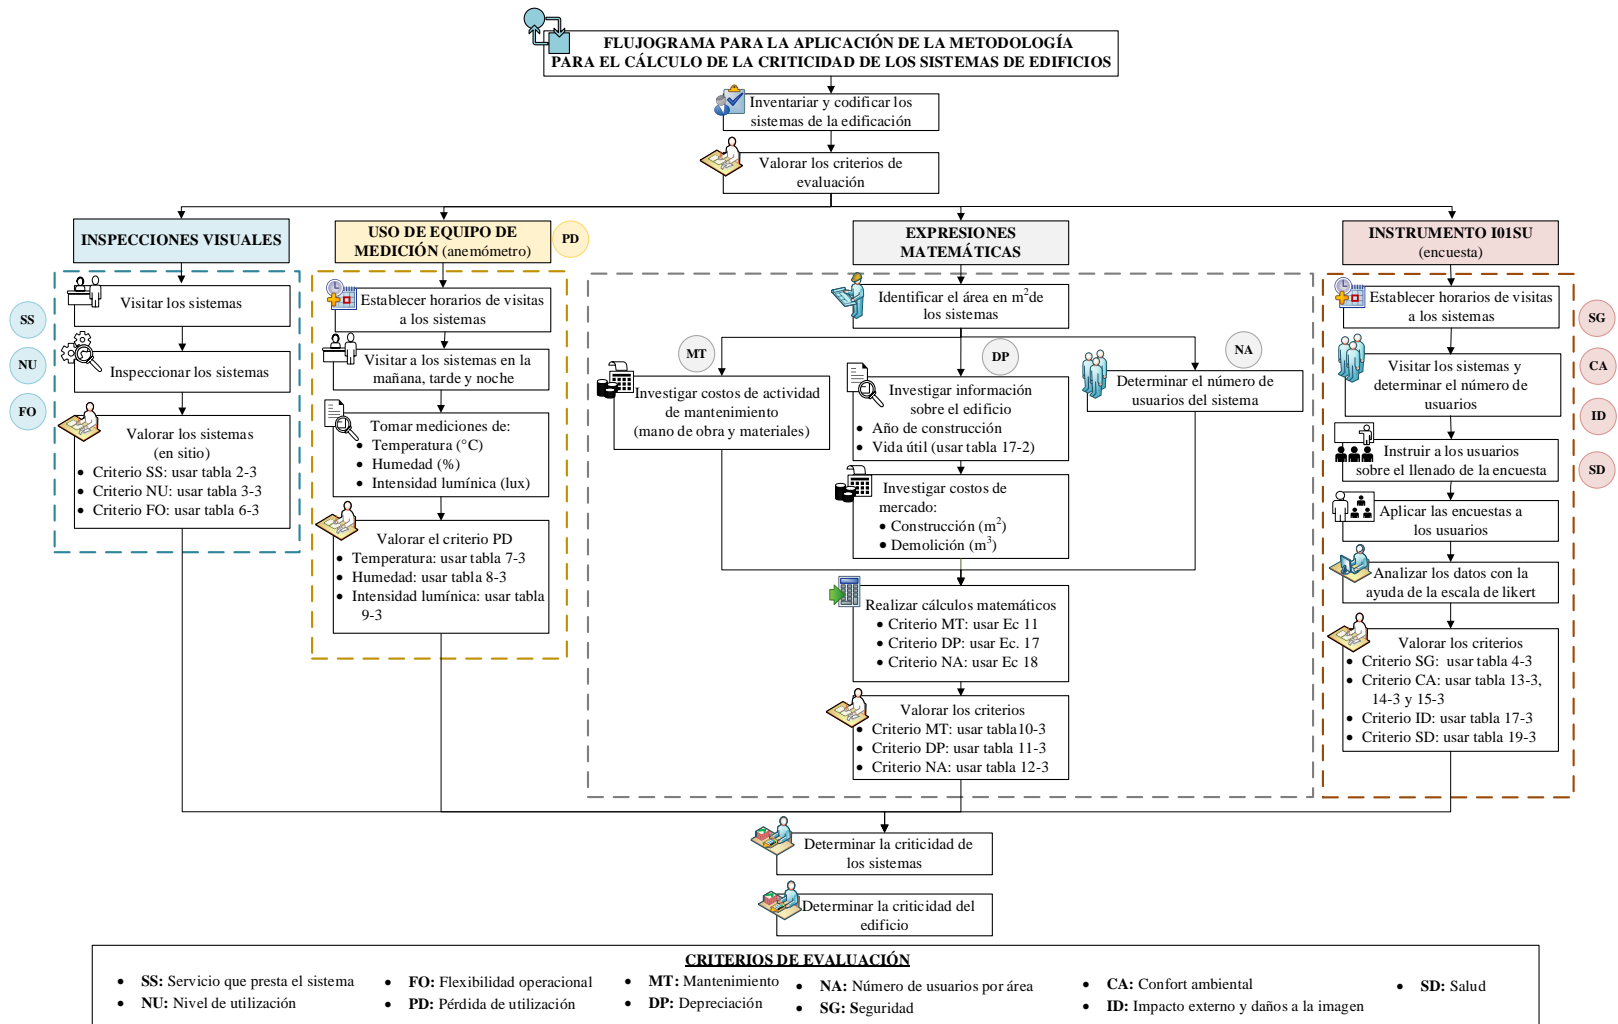 FLUJOGRAMA PARA LA APLICACIÓN DE LA METODOLOGÍA
PARA EL CÁLCULO DE LA CRITICIDAD DE LOS SISTEMAS DE EDIFICIOS
Inventariar y codificar los
sistemas de la edificación
Valorar los criterios de
evaluación
INSPECCIONES VISUALES
SS
NU
FO
Visitar los sistemas
Inspeccionar los sistemas
Valorar los sistemas
(en sitio)
• Criterio SS: usar tabla 2-3
• Criterio NU: usar tabla 3-3
• Criterio FO: usar tabla 6-3
USO DE EQUIPO DE
MEDICIÓN (anemómetro)
PD
Establecer horarios de visitas
a los sistemas
Visitar a los sistemas en la
mañana, tarde y noche
Tomar mediciones de:
• Temperatura (°C)
• Humedad (%)
• Intensidad lumínica (lux)
Valorar el criterio PD
• Temperatura: usar tabla 7-3
• Humedad: usar tabla 8-3
• Intensidad lumínica: usar tabla
9-3
EXPRESIONES
MATEMÁTICAS
Identificar el área en m²de
los sistemas
MT
DP
NA
Investigar costos de actividad
de mantenimiento
(mano de obra y materiales)
Investigar información
sobre el edificio
• Año de construcción
• Vida útil (usar tabla 17-2)
Determinar el número de
usuarios del sistema
Investigar costos de
mercado:
• Construcción (m²)
• Demolición (m³)
Realizar cálculos matemáticos
• Criterio MT: usar Ec 11
• Criterio DP: usar Ec. 17
• Criterio NA: usar Ec 18
Valorar los criterios
• Criterio MT: usar tabla10-3
• Criterio DP: usar tabla 11-3
• Criterio NA: usar tabla 12-3
INSTRUMENTO I01SU
(encuesta)
SG
CA
ID
SD
Establecer horarios de visitas
a los sistemas
Visitar los sistemas y
determinar el número de
usuarios
Instruir a los usuarios
sobre el llenado de la encuesta
Aplicar las encuestas a
los usuarios
Analizar los datos con la
ayuda de la escala de likert
Valorar los criterios
• Criterio SG: usar tabla 4-3
• Criterio CA: usar tabla 13-3,
14-3 y 15-3
• Criterio ID: usar tabla 17-3
• Criterio SD: usar tabla 19-3
Determinar la criticidad de
los sistemas
Determinar la criticidad del
edificio
CRITERIOS DE EVALUACIÓN
• SS: Servicio que presta el sistema
• NU: Nivel de utilización
• FO: Flexibilidad operacional
• PD: Pérdida de utilización
• MT: Mantenimiento
• DP: Depreciación
• NA: Número de usuarios por área
• SG: Seguridad
• CA: Confort ambiental
• ID: Impacto externo y daños a la imagen
• SD: Salud